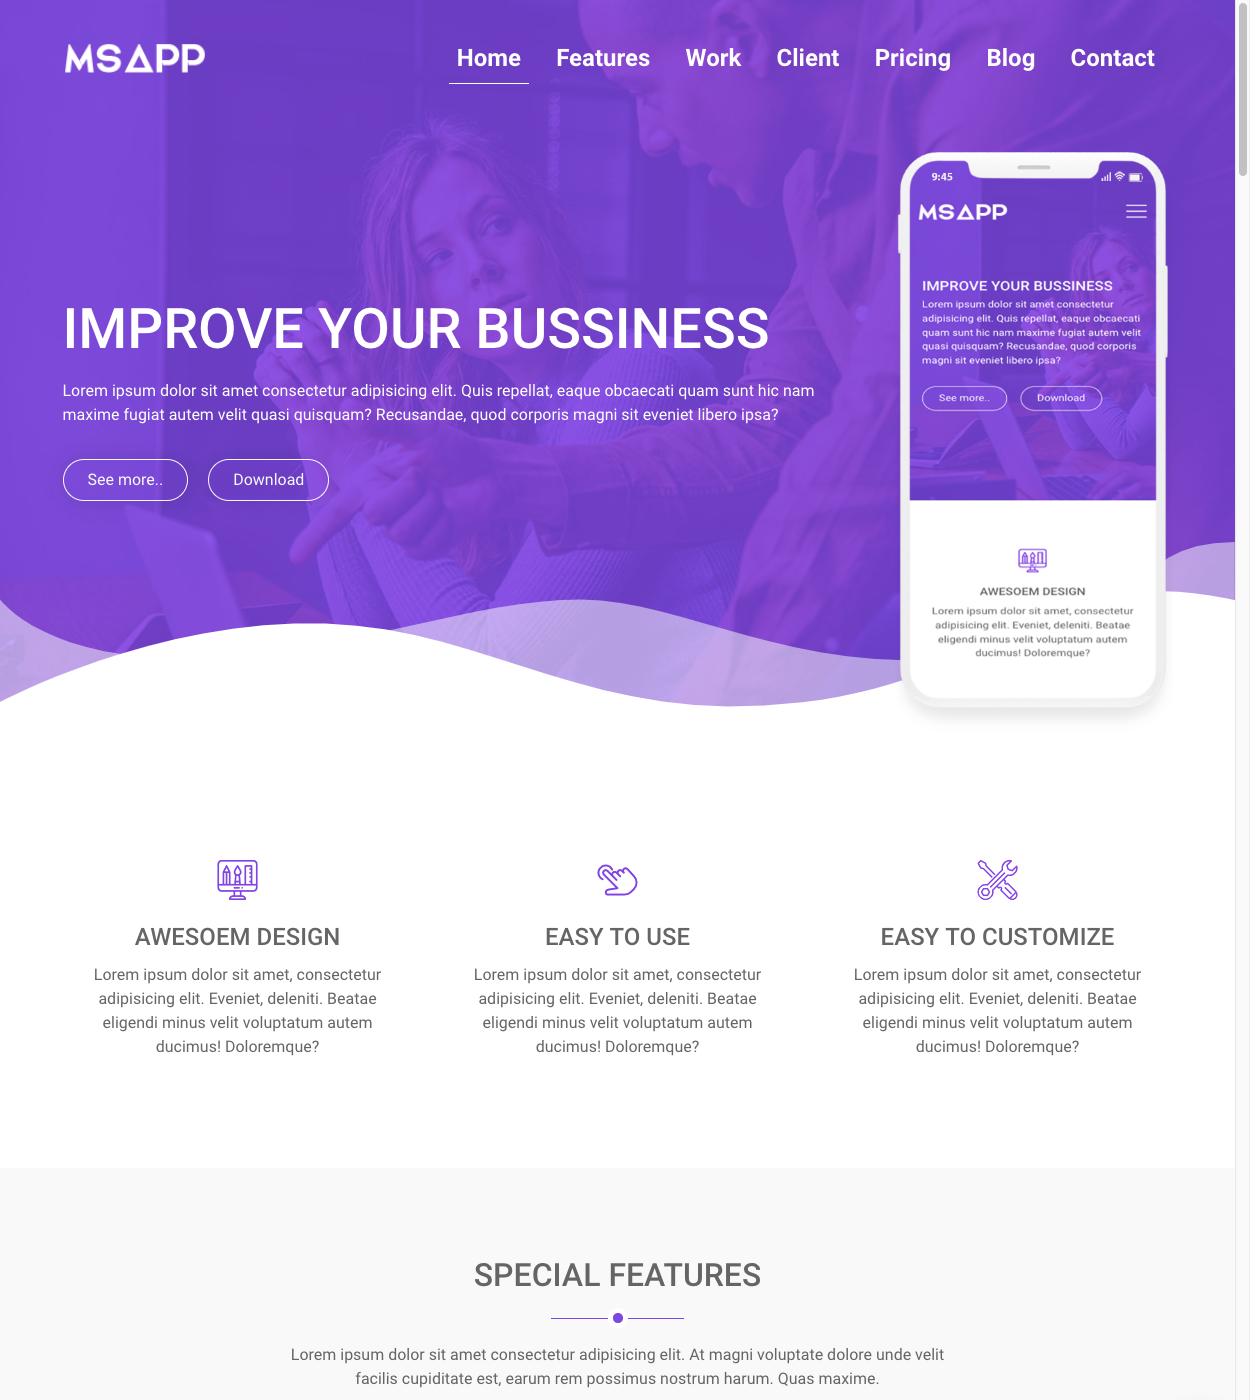 MSAPP
Home Features Work Client Pricing Blog Contact
IMPROVE YOUR BUSSINESS
Lorem ipsum dolor sit amet consectetur adipisicing elit. Quis repellat, eaque obcaecati quam sunt hic nam
maxime fugiat autem velit quasi quisquam? Recusandae, quod corporis magni sit eveniet libero ipsa?
See more.. Download
9:45
MSAPP
IMPROVE YOUR BUSSINESS
Lorem ipsum dolor sit amet consectetur
adipisicing elit. Quis repellat, eaque obcaecati
quam sunt hic nam maxime fugiat autem velit
quasi quisquam? Recusandae, quod corporis
magni sit eveniet libero ipsa?
See more.. Download
AWESOEM DESIGN
Lorem ipsum dolor sit amet, consectetur
adipisicing elit. Eveniet, deleniti. Beatae
eligendi minus velit voluptatum autem
ducimus! Doloremque?
AWESOEM DESIGN
Lorem ipsum dolor sit amet, consectetur
adipisicing elit. Eveniet, deleniti. Beatae
eligendi minus velit voluptatum autem
ducimus! Doloremque?
EASY TO USE
Lorem ipsum dolor sit amet, consectetur
adipisicing elit. Eveniet, deleniti. Beatae
eligendi minus velit voluptatum autem
ducimus! Doloremque?
EASY TO CUSTOMIZE
Lorem ipsum dolor sit amet, consectetur
adipisicing elit. Eveniet, deleniti. Beatae
eligendi minus velit voluptatum autem
ducimus! Doloremque?
SPECIAL FEATURES
Lorem ipsum dolor sit amet consectetur adipisicing elit. At magni voluptate dolore unde velit
facilis cupiditate est, earum rem possimus nostrum harum. Quas maxime.